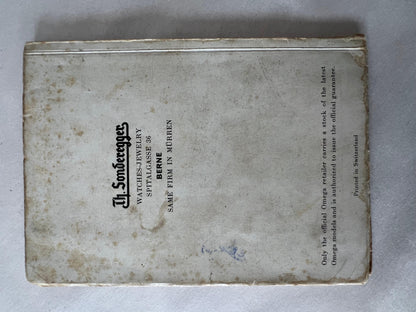 Th. Sonderegger
WATCHES-JEWELRY
SPITALGASSE 36
BERNE
SAME FIRM IN MÜRREN
Only the official Omega retailer carries a stock of the latest
Omega models and is authorized to issue the official guarantee.
Printed in Switzerland